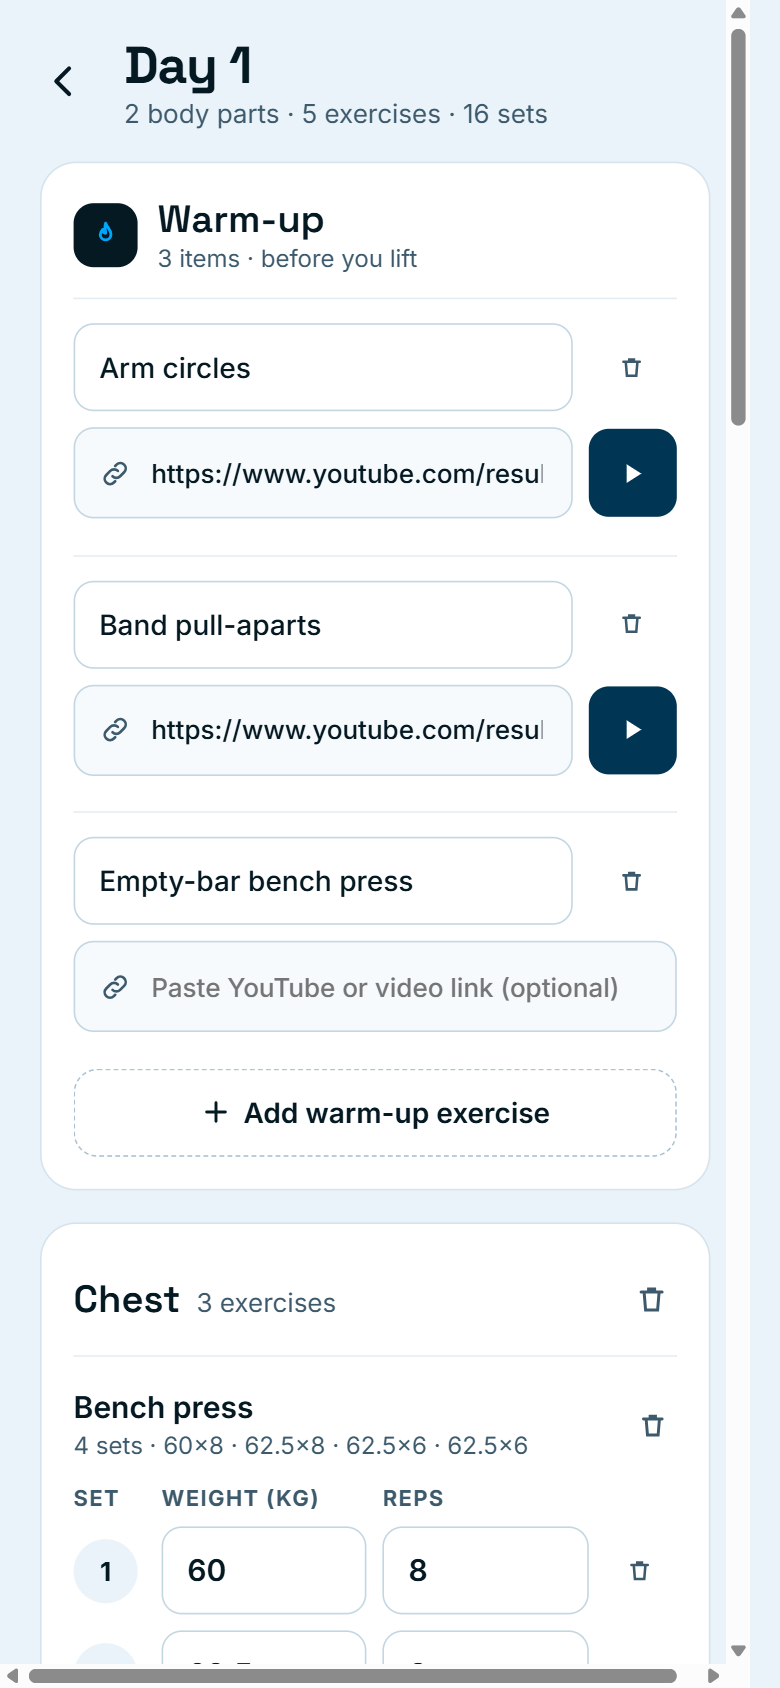 Day 1
2 body parts · 5 exercises · 16 sets
Warm-up
3 items · before you lift
Arm circles
https://www.youtube.com/resul
Band pull-aparts
https://www.youtube.com/resul
Empty-bar bench press
Paste YouTube or video link (optional)
+ Add warm-up exercise
Chest 3 exercises
Bench press
4 sets · 60×8 · 62.5×8 · 62.5×6 · 62.5×6
SET WEIGHT (KG) REPS
1 60 8